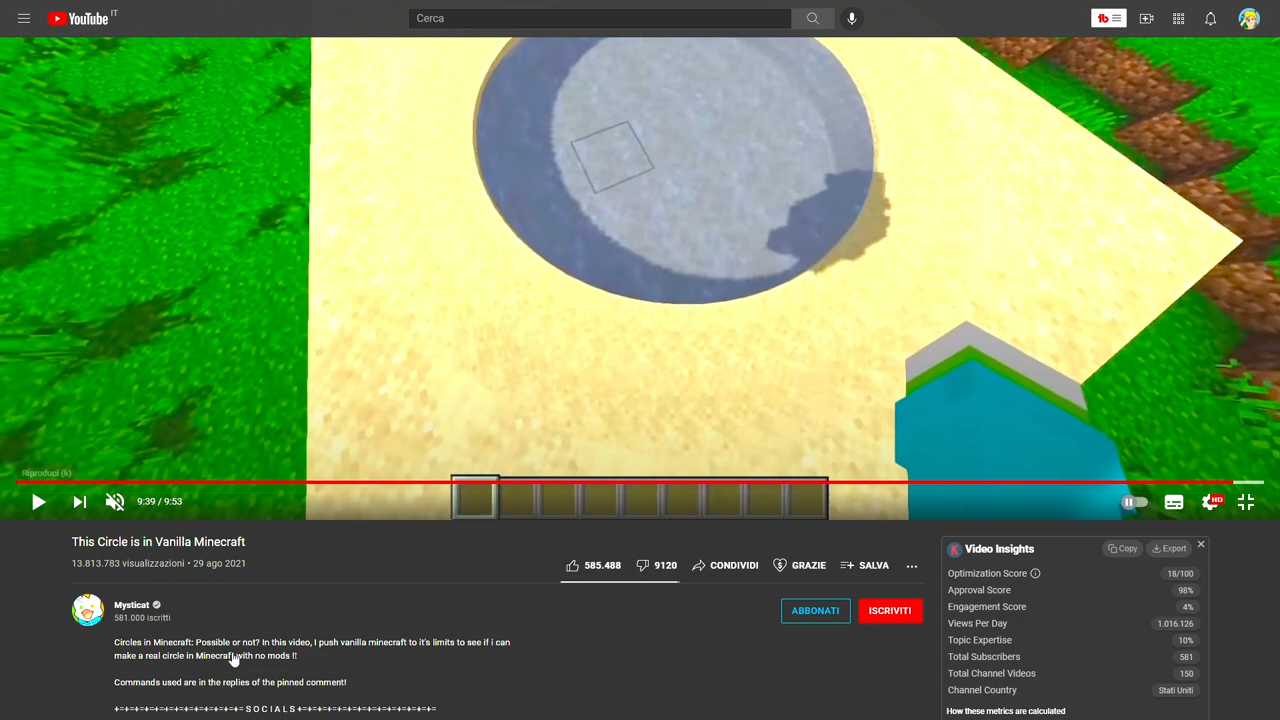 YouTube IT
Cerca
Riproduci (k)
9:39 / 9:53
HD
This Circle is in Vanilla Minecraft
13.813.783 visualizzazioni • 29 ago 2021
585.488
9120
CONDIVIDI
GRAZIE
SALVA
Mysticat
581.000 iscritti
ABBONATI
ISCRIVITI
Circles in Minecraft: Possible or not? In this video, I push vanilla minecraft to it's limits to see if i can
make a real circle in Minecraft with no mods !!
Commands used are in the replies of the pinned comment!
+=+=+=+=+=+=+=+=+=+=+=+=+= S O C I A L S +=+=+=+=+=+=+=+=+=+=+=+=+=+=
K Video Insights
Copy
Export
Optimization Score 18/100
Approval Score 98%
Engagement Score 4%
Views Per Day 1.016.126
Topic Expertise 10%
Total Subscribers 581
Total Channel Videos 150
Channel Country Stati Uniti
How these metrics are calculated